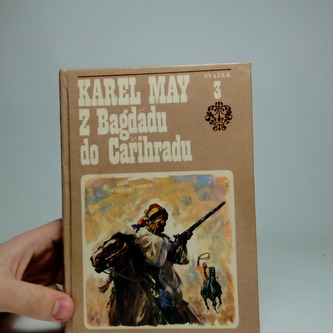 KAREL MAY
Z Bagdádu
do Cařihradu
SVAZEK
3